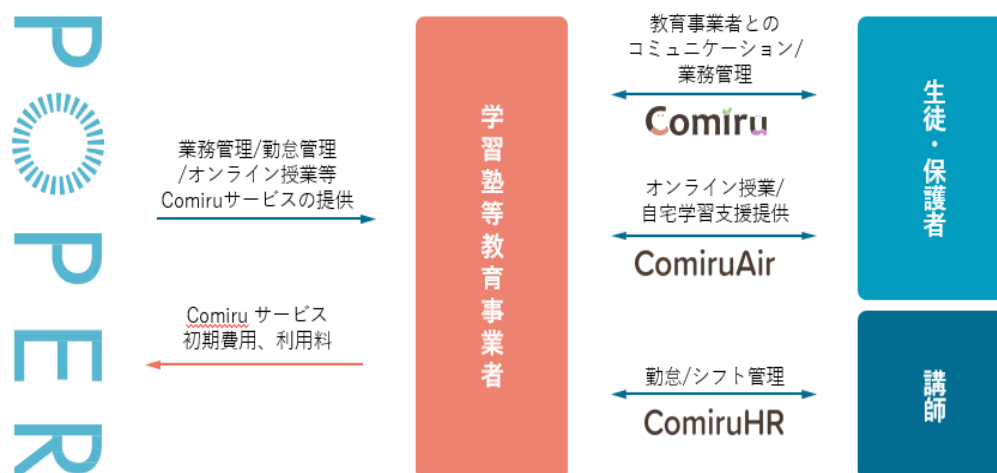 POPER
業務管理/勤怠管理
/オンライン授業等
Comiruサービスの提供
Comiru サービス
初期費用、利用料
学習塾等教育事業者
教育事業者との
コミュニケーション/
業務管理
Comiru
オンライン授業/
自宅学習支援提供
ComiruAir
勤怠/シフト管理
ComiruHR
生徒・保護者
講師